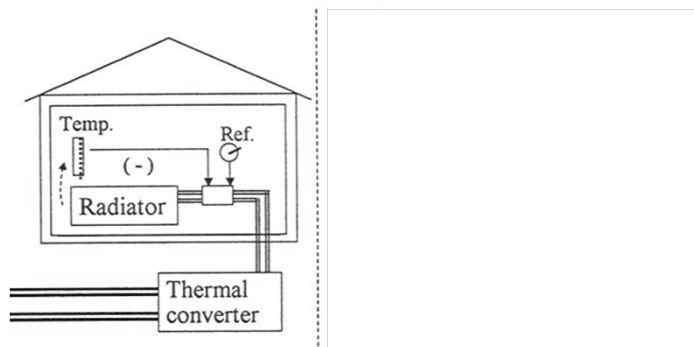 Temp.
Ref.
(-)
Radiator
Thermal
converter